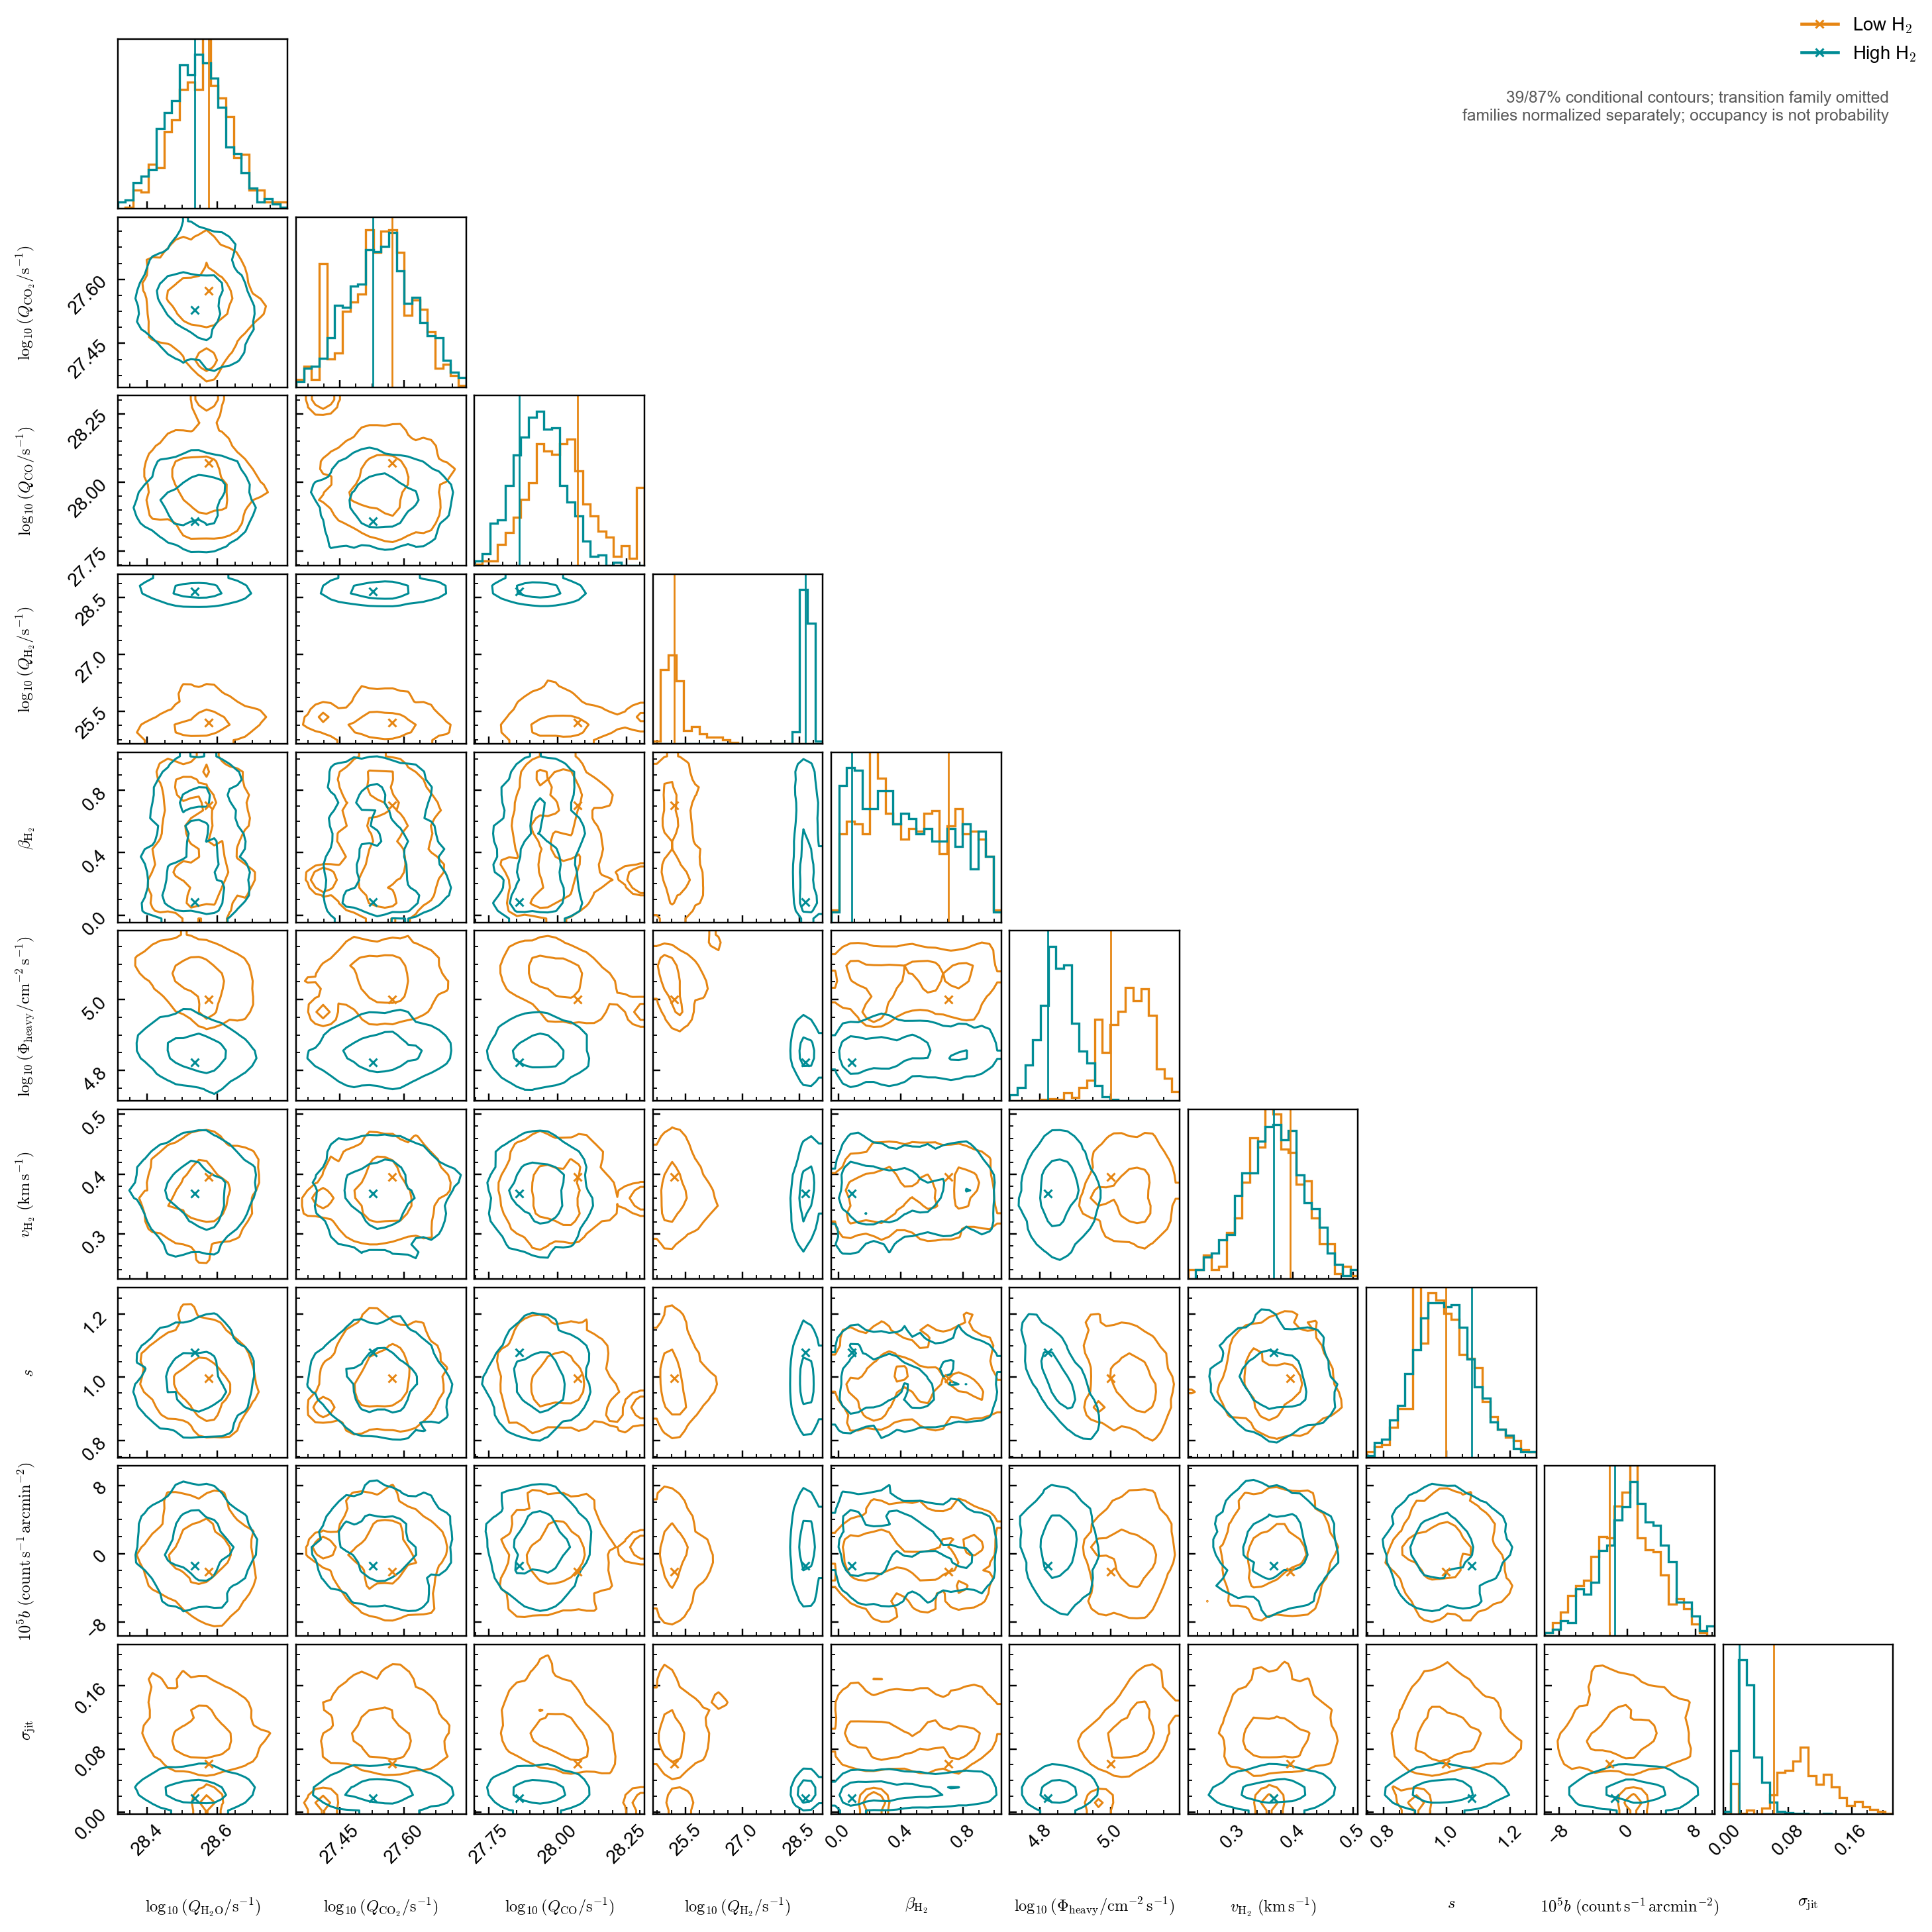 Low H₂
High H₂
39/87% conditional contours; transition family omitted
families normalized separately; occupancy is not probability
log₁₀ (Q_CO₂/s⁻¹)
27.60
27.45
log₁₀ (Q_CO/s⁻¹)
28.25
28.00
27.75
log₁₀ (Q_H₂/s⁻¹)
28.5
27.0
25.5
β_H₂
0.8
0.4
0.0
log₁₀ (Φ_heavy/cm⁻² s⁻¹)
5.0
4.8
v_H₂ (km s⁻¹)
0.5
0.4
0.3
s
1.2
1.0
0.8
10⁵b (count s⁻¹ arcmin⁻²)
8
0
−8
σ_jit
0.16
0.08
0.00
28.4 28.6 27.45 27.60 27.75 28.00 28.25 25.5 27.0 28.5 0.0 0.4 0.8 4.8 5.0 0.3 0.4 0.5 0.8 1.0 1.2 −8 0 8 0.00 0.08 0.16
log₁₀ (Q_H₂O/s⁻¹) log₁₀ (Q_CO₂/s⁻¹) log₁₀ (Q_CO/s⁻¹) log₁₀ (Q_H₂/s⁻¹) β_H₂ log₁₀ (Φ_heavy/cm⁻² s⁻¹) v_H₂ (km s⁻¹) s 10⁵b (count s⁻¹ arcmin⁻²) σ_jit